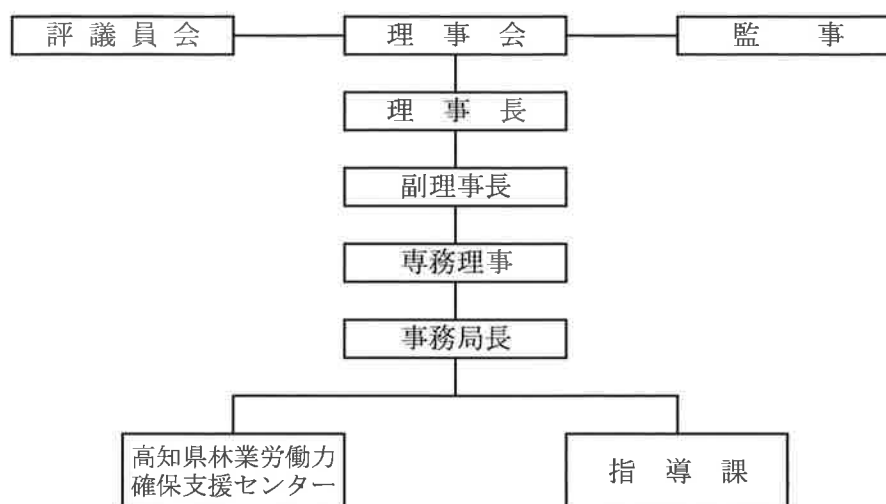 評議員会
理事会
監事
理事長
副理事長
専務理事
事務局長
高知県林業労働力
確保支援センター
指導課